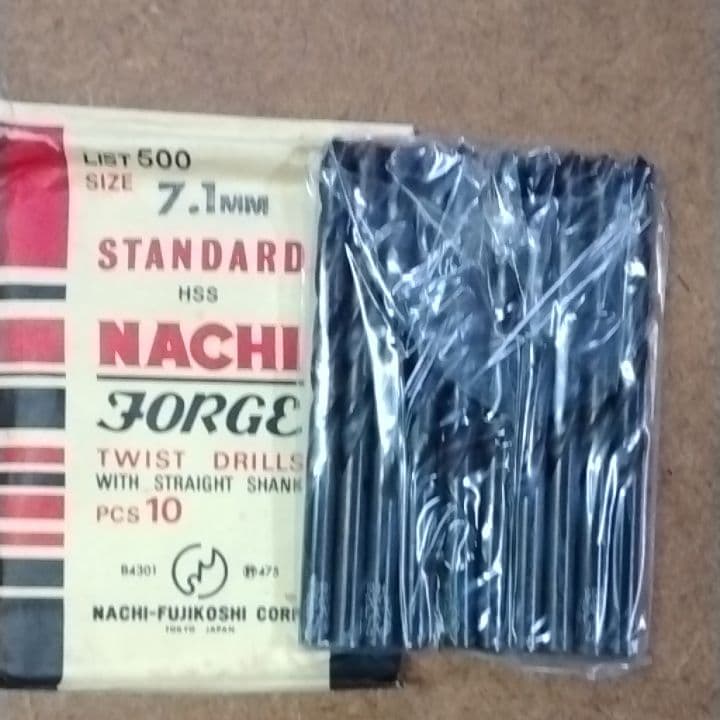 LIST 500
SIZE 7.1MM
STANDARD
HSS
NACHI
FORGE
TWIST DRILLS
WITH STRAIGHT SHANK
PCS 10
B4301
475
NACHI-FUJIKOSHI CORP
TOKYO JAPAN